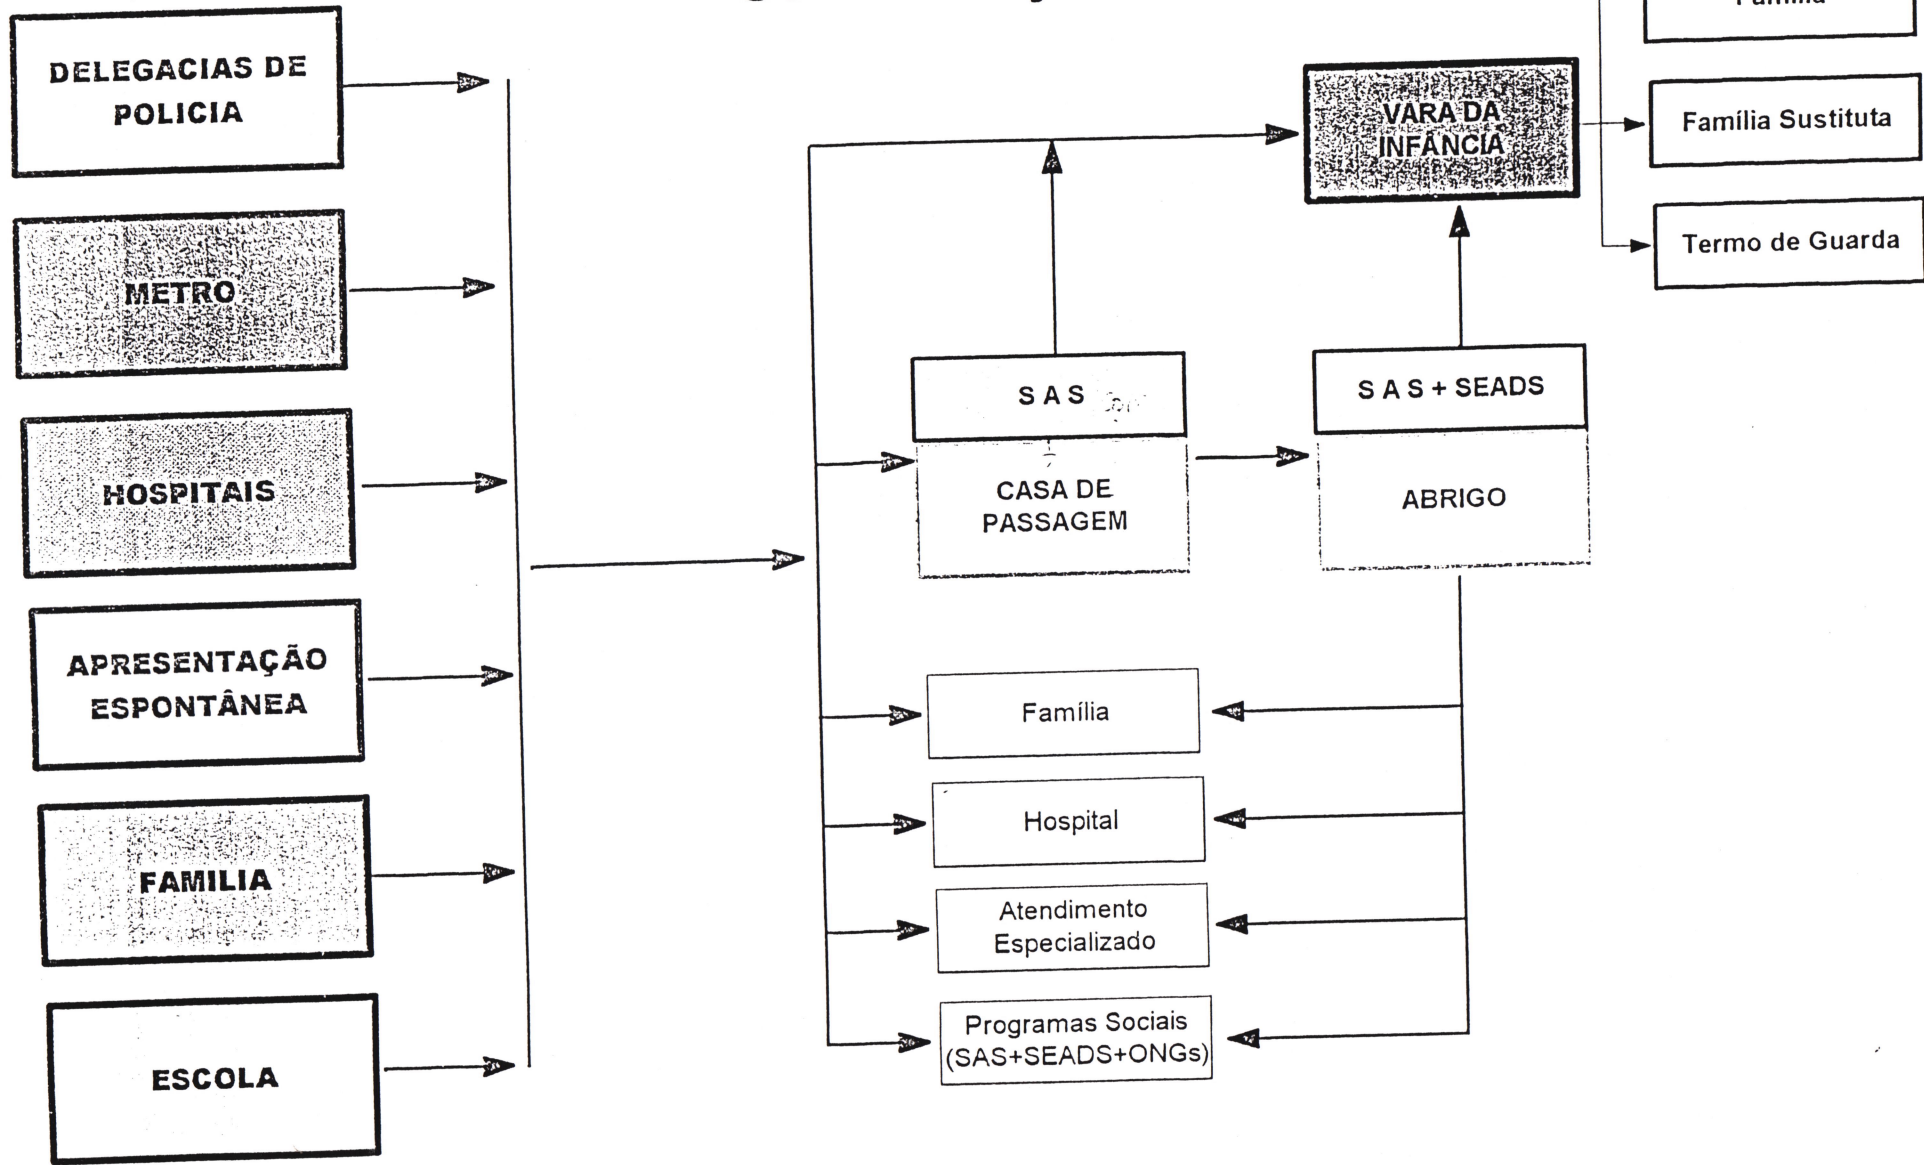 DELEGACIAS DE
POLICIA
METRÔ
HOSPITAIS
APRESENTAÇÃO
ESPONTÂNEA
FAMILIA
ESCOLA
VARA DA
INFÂNCIA
S A S
CASA DE
PASSAGEM
S A S + SEADS
ABRIGO
Família
Hospital
Atendimento
Especializado
Programas Sociais
(SAS+SEADS+ONGs)
Família Sustituta
Termo de Guarda